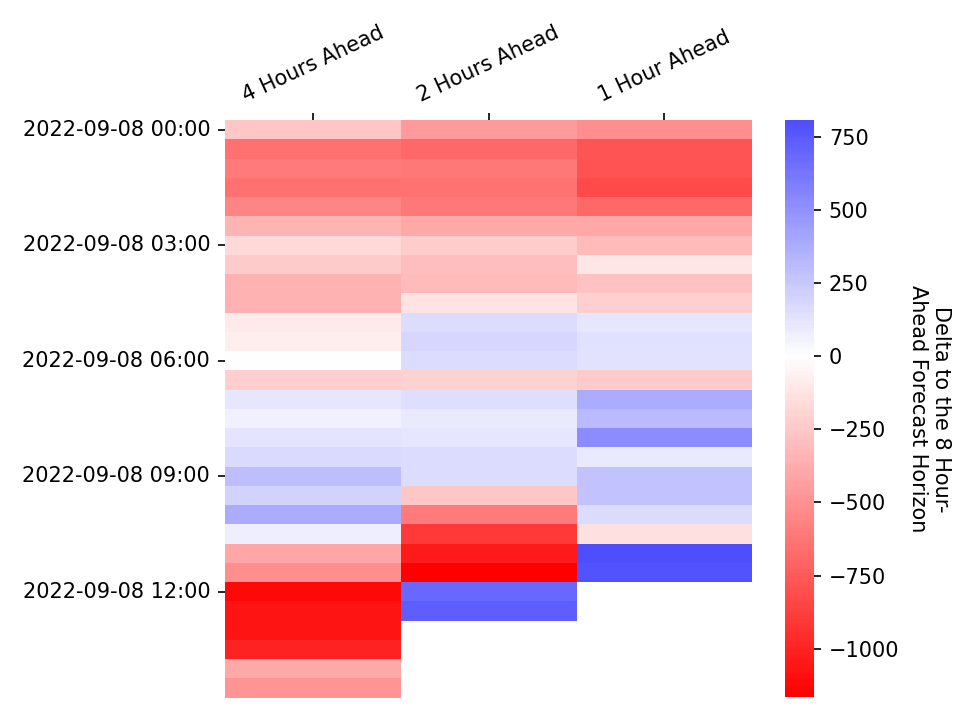 4 Hours Ahead
2 Hours Ahead
1 Hour Ahead
2022-09-08 00:00
2022-09-08 03:00
2022-09-08 06:00
2022-09-08 09:00
2022-09-08 12:00
750
500
250
0
−250
−500
−750
−1000
Delta to the 8 Hour-
Ahead Forecast Horizon